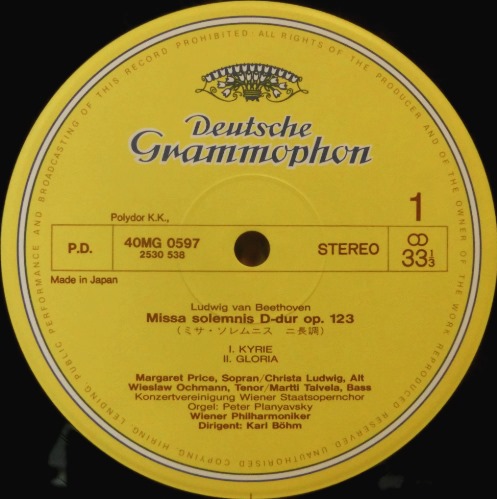 ALL RIGHTS OF THE PRODUCER AND OF THE OWNER OF THE WORK REPRODUCED RESERVED UNAUTHORISED COPYING HIRING LENDING PUBLIC PERFORMANCE AND BROADCASTING OF THIS RECORD PROHIBITED
Deutsche
Grammophon
Polydor K.K.,
1
P.D.
40MG 0597
2530 538
STEREO
33 1/3
Made in Japan
Ludwig van Beethoven
Missa solemnis D-dur op. 123
(ミサ・ソレムニス ニ長調)
I. KYRIE
II. GLORIA
Margaret Price, Sopran/Christa Ludwig, Alt
Wieslaw Ochmann, Tenor/Martti Talvela, Bass
Konzertvereinigung Wiener Staatsopernchor
Orgel: Peter Planyavsky
Wiener Philharmoniker
Dirigent: Karl Böhm